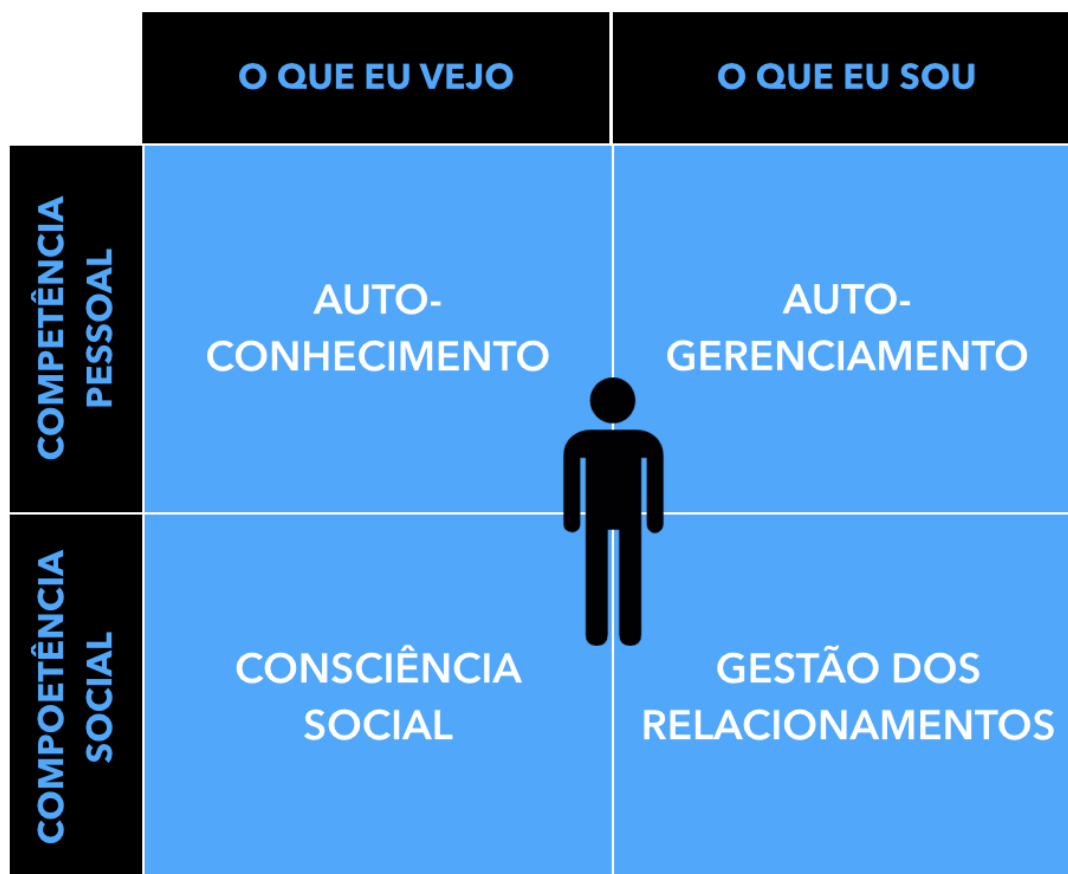 O QUE EU VEJO
O QUE EU SOU
COMPETÊNCIA
PESSOAL
AUTO-
CONHECIMENTO
AUTO-
GERENCIAMENTO
COMPOETÊNCIA
SOCIAL
CONSCIÊNCIA
SOCIAL
GESTÃO DOS
RELACIONAMENTOS